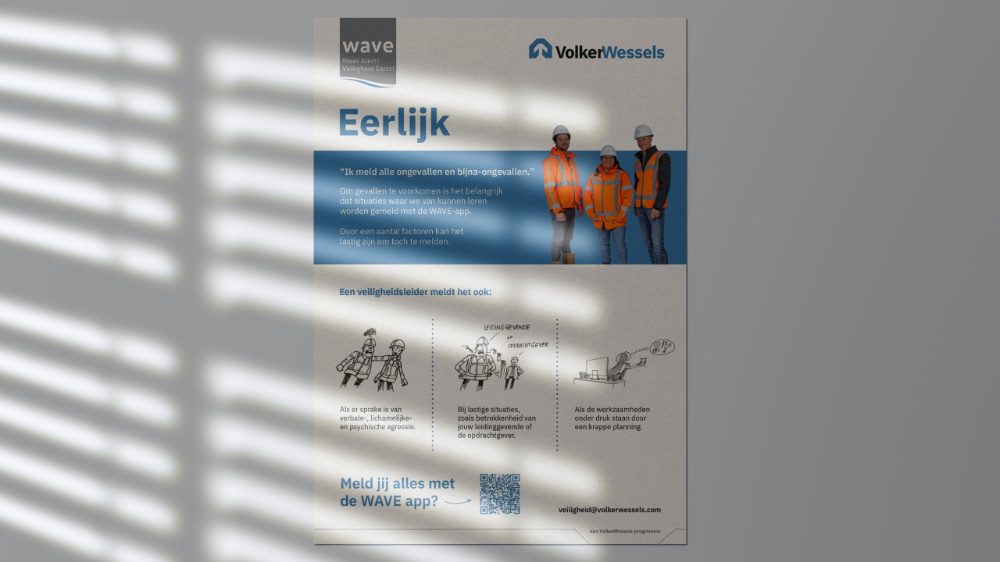 wave
Wees Alert!
Veiligheid Eerst!
VolkerWessels
Eerlijk
“Ik meld alle ongevallen en bijna-ongevallen.”
Om gevallen te voorkomen is het belangrijk
dat situaties waar we van kunnen leren
worden gemeld met de WAVE-app.
Door een aantal factoren kan het
lastig zijn om toch te melden.
Een veiligheidsleider meldt het ook:
LEIDINGGEVENDE
OF
OPDRACHTGEVER
Als er sprake is van
verbale-, lichamelijke-
en psychische agressie.
Bij lastige situaties,
zoals betrokkenheid van
jouw leidinggevende of
de opdrachtgever.
Als de werkzaamheden
onder druk staan door
een krappe planning.
Meld jij alles met
de WAVE app?
veiligheid@volkerwessels.com
een VolkerWessels programma